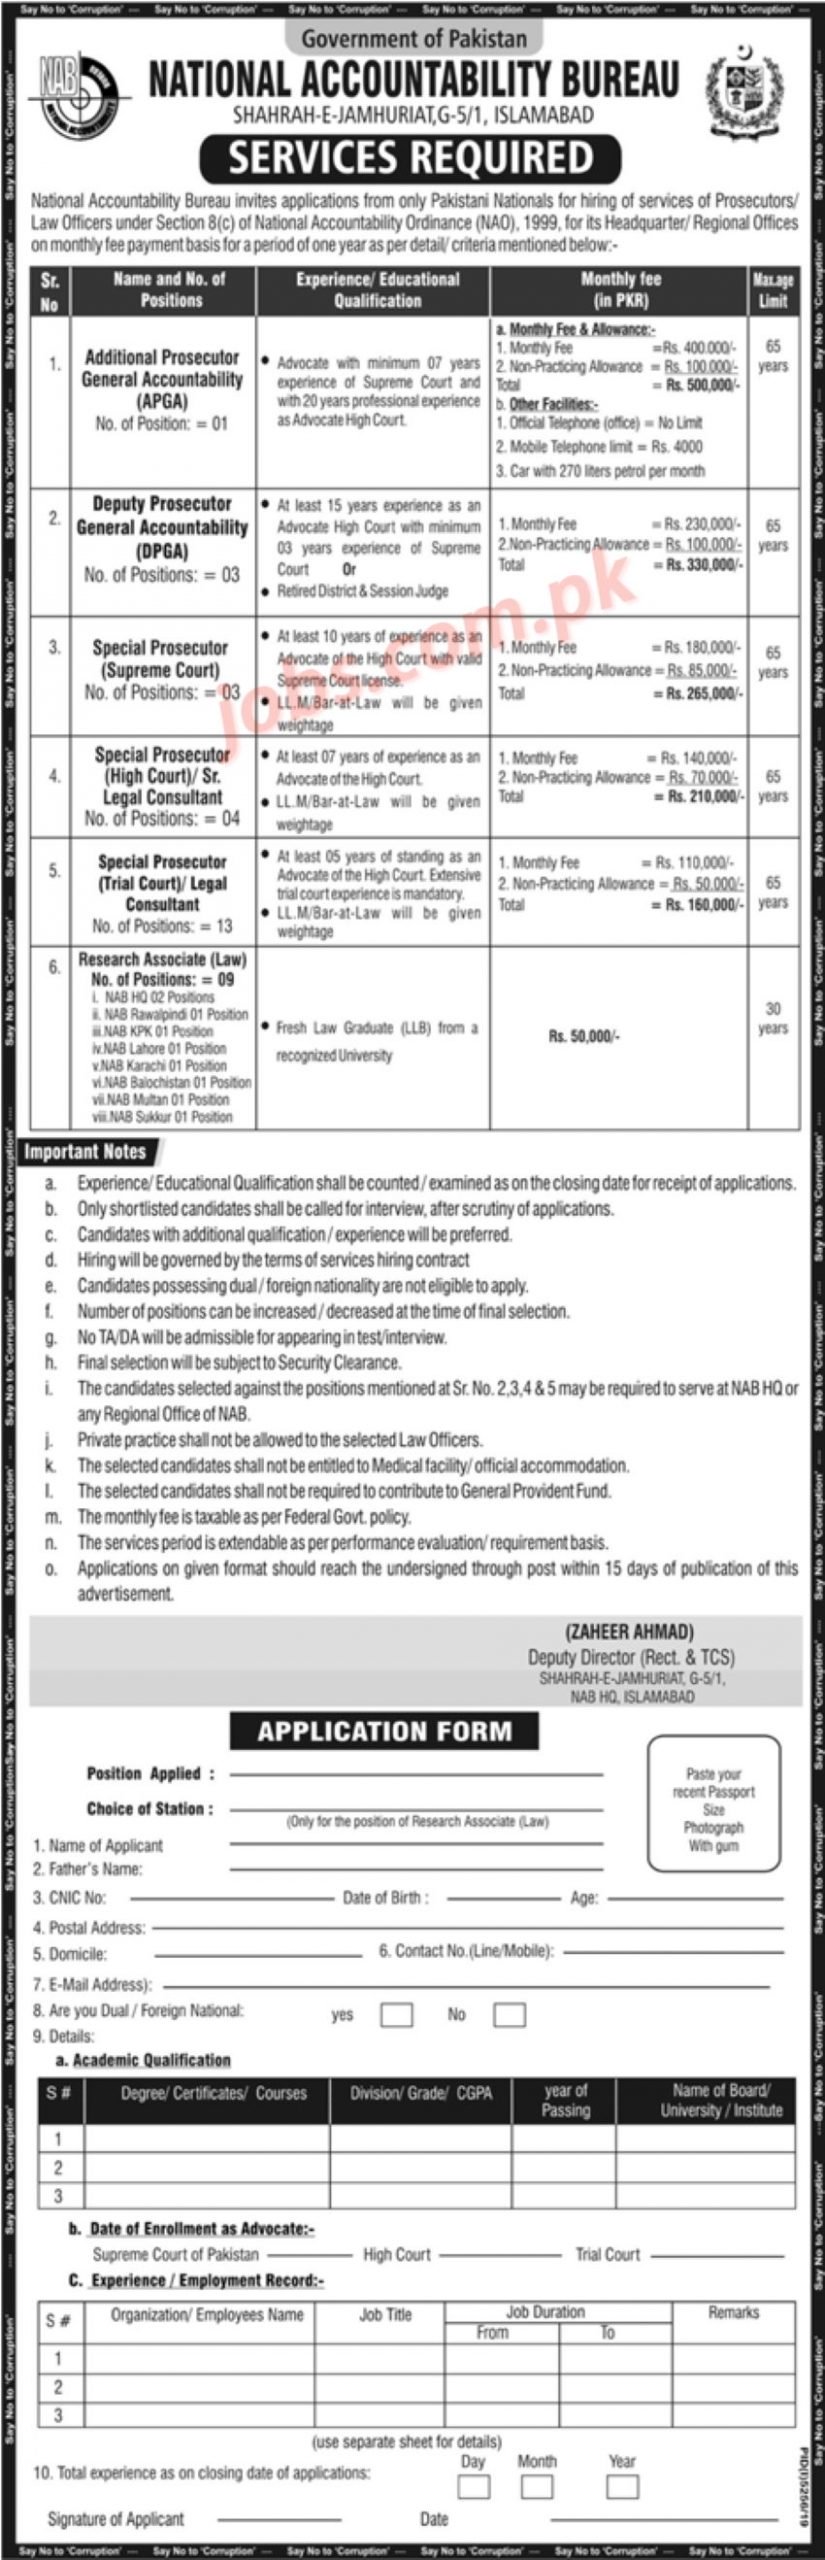 Say No to 'Corruption' --- Say No to 'Corruption' --- Say No to 'Corruption' --- Say No to 'Corruption' --- Say No to 'Corruption' --- Say No to 'Corruption'
Government of Pakistan
NAB
NATIONAL ACCOUNTABILITY BUREAU
SHAHRAH-E-JAMHURIAT,G-5/1, ISLAMABAD
SERVICES REQUIRED
National Accountability Bureau invites applications from only Pakistani Nationals for hiring of services of Prosecutors/
Law Officers under Section 8(c) of National Accountability Ordinance (NAO), 1999, for its Headquarter/ Regional Offices
on monthly fee payment basis for a period of one year as per detail/ criteria mentioned below:-
Sr. No | Name and No. of Positions | Experience/ Educational Qualification | Monthly fee (in PKR) | Max.age Limit
1.
Additional Prosecutor
General Accountability
(APGA)
No. of Position: = 01
• Advocate with minimum 07 years
experience of Supreme Court and
with 20 years professional experience
as Advocate High Court.
a. Monthly Fee & Allowance:-
1. Monthly Fee =Rs. 400.000/-
2. Non-Practicing Allowance = Rs. 100.000/-
Total = Rs. 500,000/-
b. Other Facilities:-
1. Official Telephone (office) = No Limit
2. Mobile Telephone limit = Rs. 4000
3. Car with 270 liters petrol per month
65
years
2.
Deputy Prosecutor
General Accountability
(DPGA)
No. of Positions: = 03
• At least 15 years experience as an
Advocate High Court with minimum
03 years experience of Supreme
Court Or
• Retired District & Session Judge
1. Monthly Fee = Rs. 230,000/-
2.Non-Practicing Allowance = Rs. 100,000/-
Total = Rs. 330,000/-
65
years
3.
Special Prosecutor
(Supreme Court)
No. of Positions: = 03
• At least 10 years of experience as an
Advocate of the High Court with valid
Supreme Court license.
• LL.M/Bar-at-Law will be given
weightage
1. Monthly Fee = Rs. 180,000/-
2. Non-Practicing Allowance = Rs. 85,000/-
Total = Rs. 265,000/-
65
years
jobs.com.pk
4.
Special Prosecutor
(High Court)/ Sr.
Legal Consultant
No. of Positions: = 04
• At least 07 years of experience as an
Advocate of the High Court.
• LL.M/Bar-at-Law will be given
weightage
1. Monthly Fee = Rs. 140,000/-
2. Non-Practicing Allowance = Rs. 70.000/-
Total = Rs. 210,000/-
65
years
5.
Special Prosecutor
(Trial Court)/ Legal
Consultant
No. of Positions: = 13
• At least 05 years of standing as an
Advocate of the High Court. Extensive
trial court experience is mandatory.
• LL.M/Bar-at-Law will be given
weightage
1. Monthly Fee = Rs. 110,000/-
2. Non-Practicing Allowance = Rs. 50.000/-
Total = Rs. 160,000/-
65
years
6.
Research Associate (Law)
No. of Positions: = 09
i. NAB HQ 02 Positions
ii. NAB Rawalpindi 01 Position
iii.NAB KPK 01 Position
iv.NAB Lahore 01 Position
v.NAB Karachi 01 Position
vi.NAB Balochistan 01 Position
vii.NAB Multan 01 Position
viii.NAB Sukkur 01 Position
• Fresh Law Graduate (LLB) from a
recognized University
Rs. 50,000/-
30
years
Important Notes
a. Experience/ Educational Qualification shall be counted/ examined as on the closing date for receipt of applications.
b. Only shortlisted candidates shall be called for interview, after scrutiny of applications.
c. Candidates with additional qualification/ experience will be preferred.
d. Hiring will be governed by the terms of services hiring contract
e. Candidates possessing dual/ foreign nationality are not eligible to apply.
f. Number of positions can be increased/ decreased at the time of final selection.
g. No TA/DA will be admissible for appearing in test/interview.
h. Final selection will be subject to Security Clearance.
i. The candidates selected against the positions mentioned at Sr. No. 2,3,4 & 5 may be required to serve at NAB HQ or
any Regional Office of NAB.
j. Private practice shall not be allowed to the selected Law Officers.
k. The selected candidates shall not be entitled to Medical facility/ official accommodation.
l. The selected candidates shall not be required to contribute to General Provident Fund.
m. The monthly fee is taxable as per Federal Govt. policy.
n. The services period is extendable as per performance evaluation/ requirement basis.
o. Applications on given format should reach the undersigned through post within 15 days of publication of this
advertisement.
(ZAHEER AHMAD)
Deputy Director (Rect. & TCS)
SHAHRAH-E-JAMHURIAT, G-5/1,
NAB HQ, ISLAMABAD
APPLICATION FORM
Position Applied :
Choice of Station :
(Only for the position of Research Associate (Law)
Paste your
recent Passport
Size
Photograph
With gum
1. Name of Applicant
2. Father's Name:
3. CNIC No: Date of Birth : Age:
4. Postal Address:
5. Domicile: 6. Contact No.(Line/Mobile):
7. E-Mail Address):
8. Are you Dual / Foreign National: yes No
9. Details:
a. Academic Qualification
S # | Degree/ Certificates/ Courses | Division/ Grade/ CGPA | year of Passing | Name of Board/ University / Institute
1
2
3
b. Date of Enrollment as Advocate:-
Supreme Court of Pakistan High Court Trial Court
C. Experience / Employment Record:-
S # | Organization/ Employees Name | Job Title | Job Duration From To | Remarks
1
2
3
(use separate sheet for details)
10. Total experience as on closing date of applications: Day Month Year
Signature of Applicant Date
PID(I)5256/19
Say No to 'Corruption' --- Say No to 'Corruption' --- Say No to 'Corruption' --- Say No to 'Corruption' --- Say No to 'Corruption' --- Say No to 'Corruption'